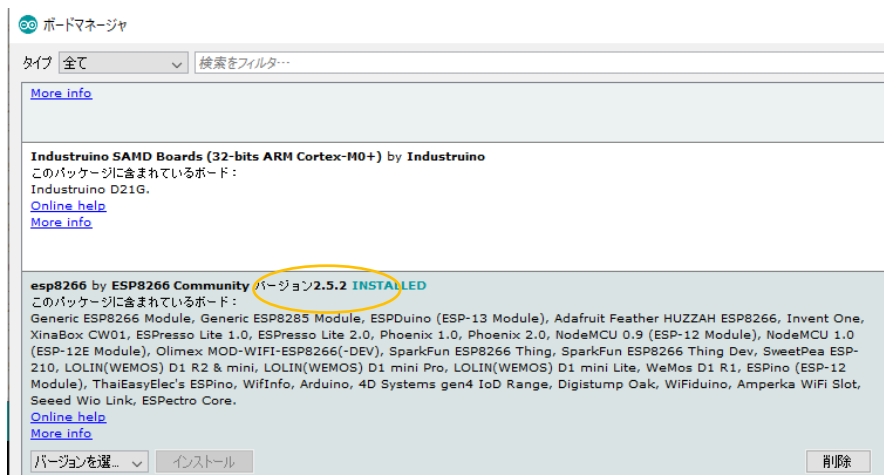 ボードマネージャ
タイプ 全て 検索をフィルタ…
More info
Industruino SAMD Boards (32-bits ARM Cortex-M0+) by Industruino
このパッケージに含まれているボード：
Industruino D21G.
Online help
More info
esp8266 by ESP8266 Community バージョン2.5.2 INSTALLED
このパッケージに含まれているボード：
Generic ESP8266 Module, Generic ESP8285 Module, ESPDuino (ESP-13 Module), Adafruit Feather HUZZAH ESP8266, Invent One,
XinaBox CW01, ESPresso Lite 1.0, ESPresso Lite 2.0, Phoenix 1.0, Phoenix 2.0, NodeMCU 0.9 (ESP-12 Module), NodeMCU 1.0
(ESP-12E Module), Olimex MOD-WIFI-ESP8266(-DEV), SparkFun ESP8266 Thing, SparkFun ESP8266 Thing Dev, SweetPea ESP-
210, LOLIN(WEMOS) D1 R2 & mini, LOLIN(WEMOS) D1 mini Pro, LOLIN(WEMOS) D1 mini Lite, WeMos D1 R1, ESPino (ESP-12
Module), ThaiEasyElec's ESPino, WifInfo, Arduino, 4D Systems gen4 IoD Range, Digistump Oak, WiFiduino, Amperka WiFi Slot,
Seeed Wio Link, ESPectro Core.
Online help
More info
バージョンを選... インストール 削除